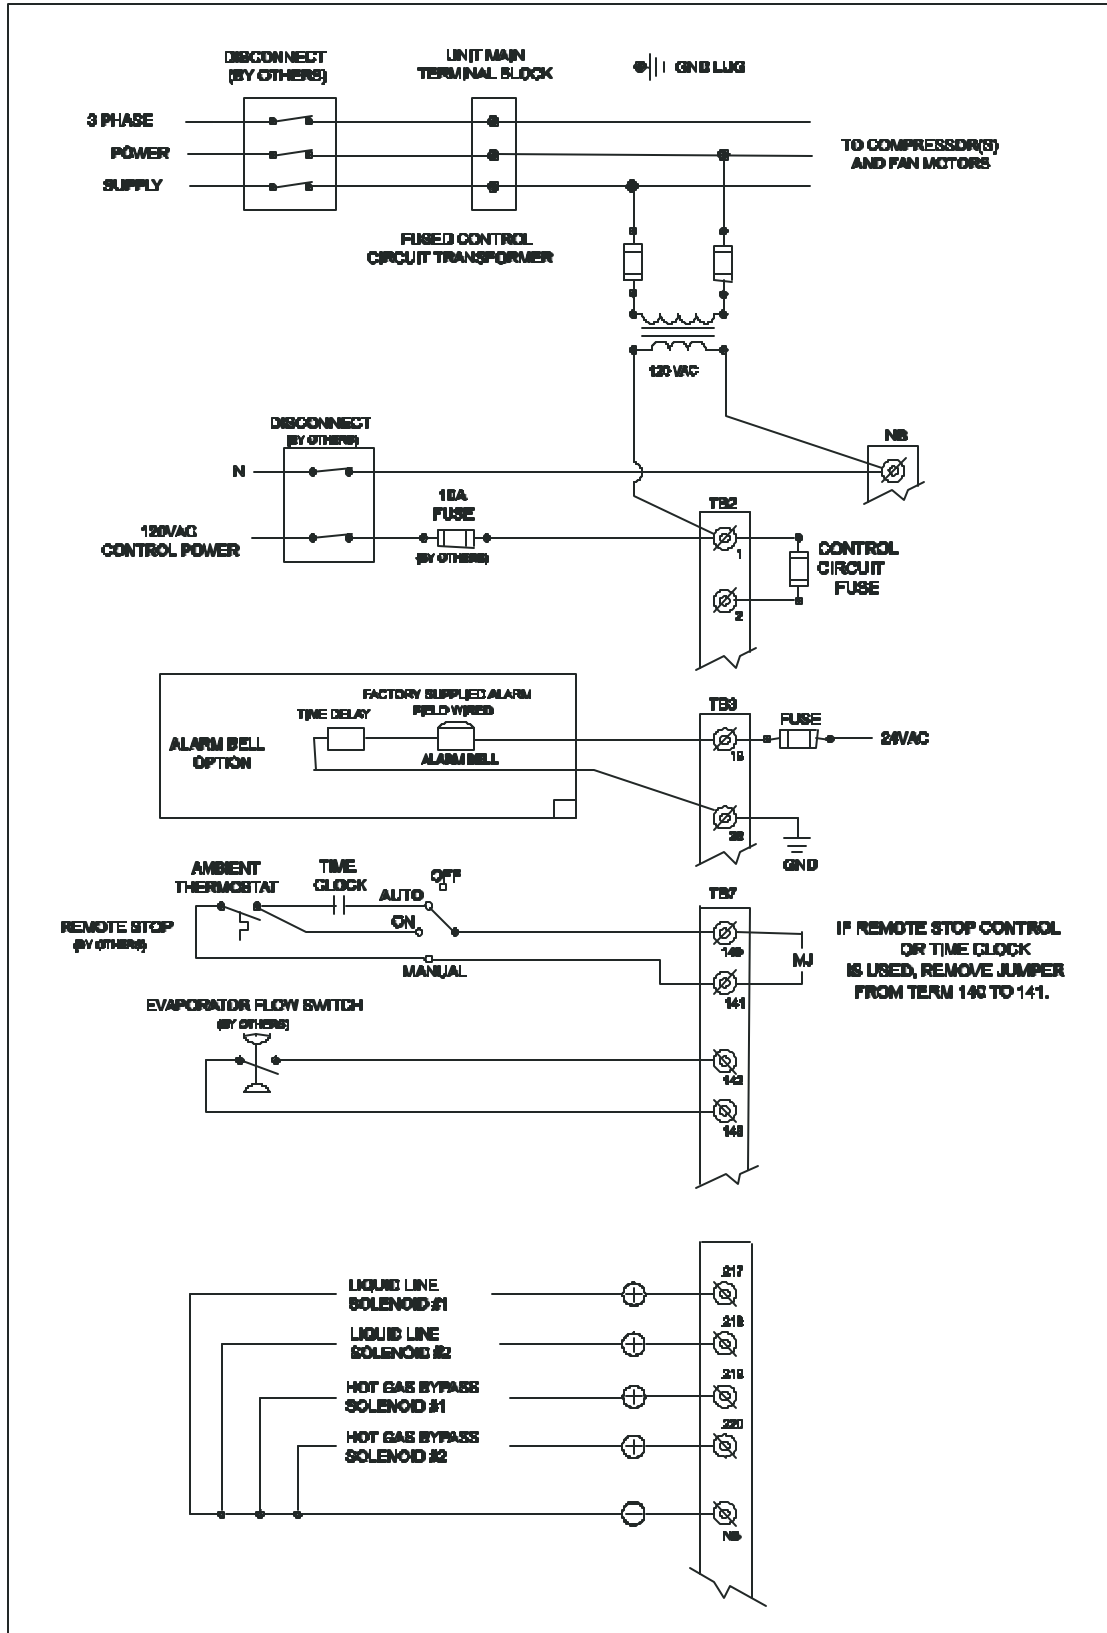 DISCONNECT
(BY OTHERS)
UNIT MAIN
TERMINAL BLOCK
GND LUG
3 PHASE
POWER
SUPPLY
TO COMPRESSOR(S)
AND FAN MOTORS
FUSED CONTROL
CIRCUIT TRANSFORMER
120 VAC
DISCONNECT
(BY OTHERS)
NB
N
10A
FUSE
(BY OTHERS)
120VAC
CONTROL POWER
TB2
1
2
CONTROL
CIRCUIT
FUSE
FACTORY SUPPLIED ALARM
FIELD WIRED
TIME DELAY
ALARM BELL
OPTION
ALARM BELL
TB3
FUSE
24VAC
GND
AMBIENT
THERMOSTAT
TIME
CLOCK
OFF
AUTO
ON
MANUAL
REMOTE STOP
(BY OTHERS)
TB7
140
141
MJ
IF REMOTE STOP CONTROL
OR TIME CLOCK
IS USED, REMOVE JUMPER
FROM TERM 140 TO 141.
EVAPORATOR FLOW SWITCH
(BY OTHERS)
217
LIQUID LINE
SOLENOID #1
218
LIQUID LINE
SOLENOID #2
219
HOT GAS BYPASS
SOLENOID #1
220
HOT GAS BYPASS
SOLENOID #2
NB